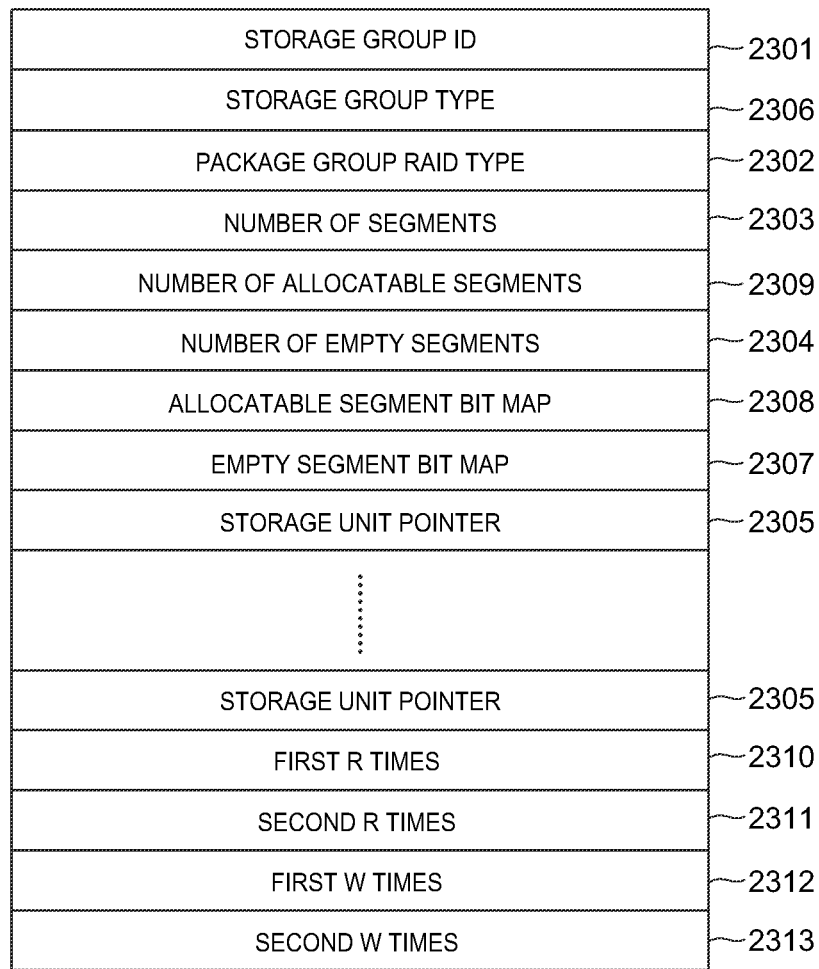 STORAGE GROUP ID 2301
STORAGE GROUP TYPE 2306
PACKAGE GROUP RAID TYPE 2302
NUMBER OF SEGMENTS 2303
NUMBER OF ALLOCATABLE SEGMENTS 2309
NUMBER OF EMPTY SEGMENTS 2304
ALLOCATABLE SEGMENT BIT MAP 2308
EMPTY SEGMENT BIT MAP 2307
STORAGE UNIT POINTER 2305
STORAGE UNIT POINTER 2305
FIRST R TIMES 2310
SECOND R TIMES 2311
FIRST W TIMES 2312
SECOND W TIMES 2313